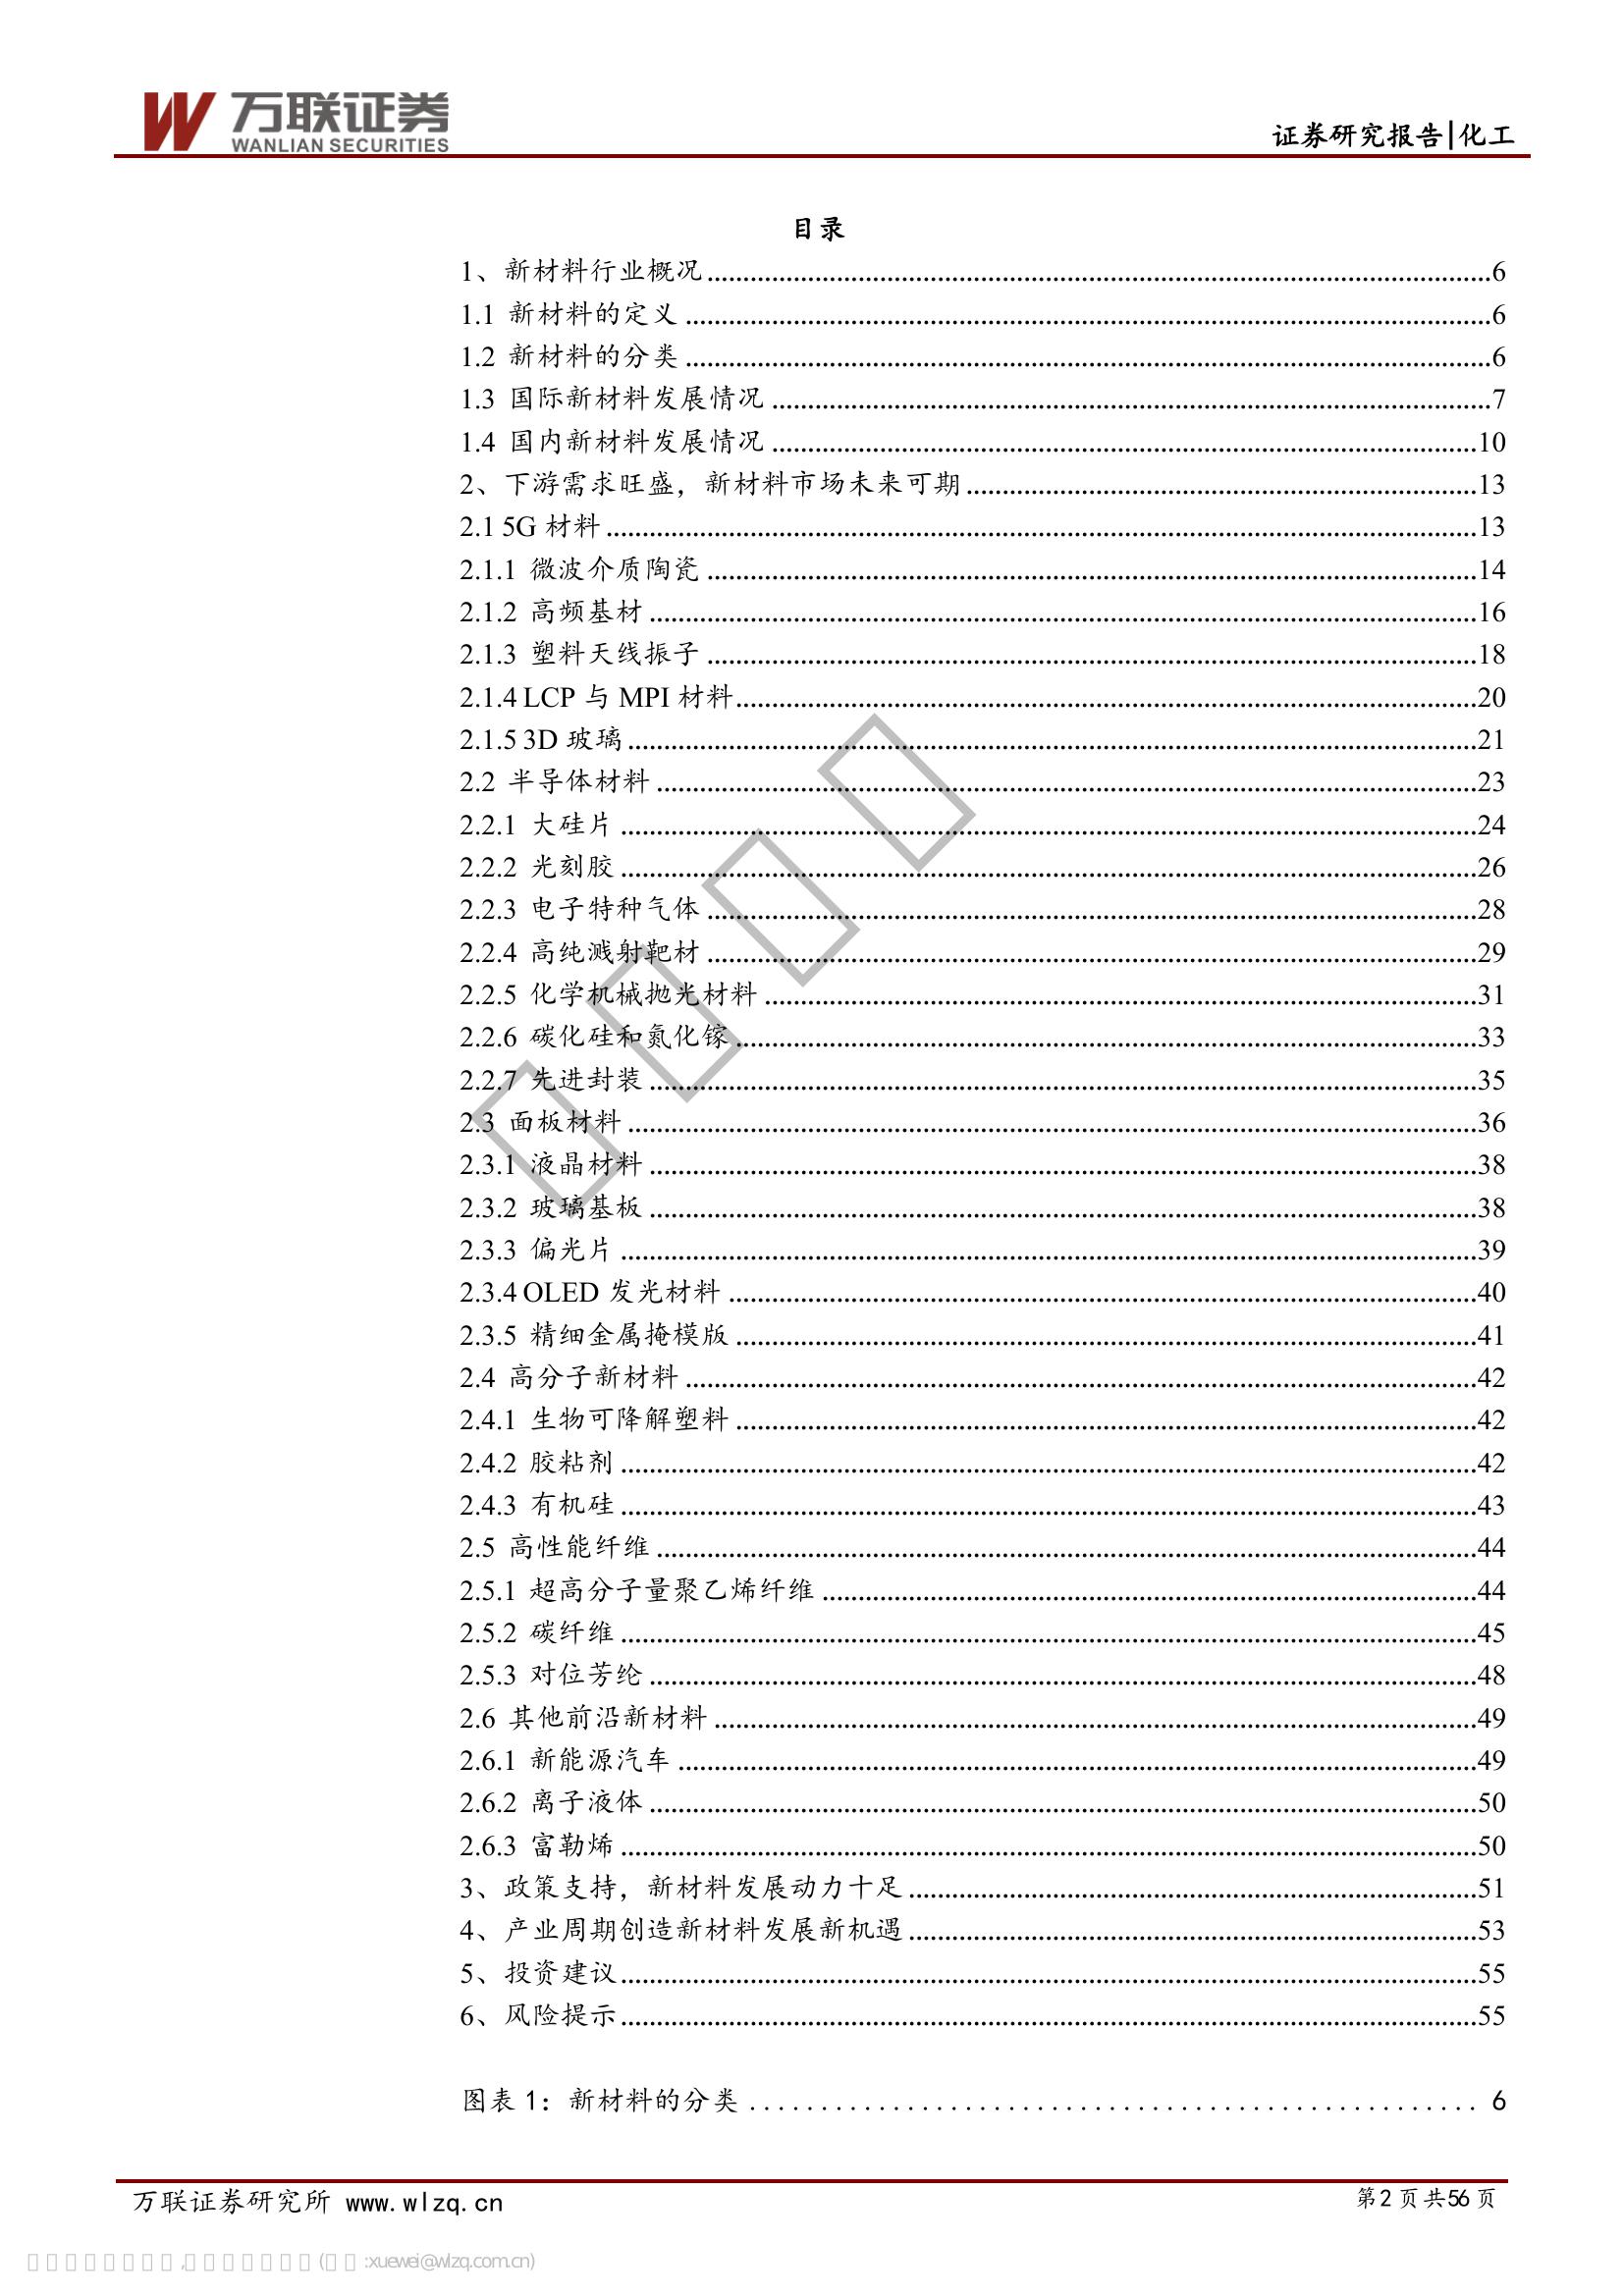 万联证券
WANLIAN SECURITIES
证券研究报告|化工
目录
1、新材料行业概况..........6
1.1 新材料的定义..........6
1.2 新材料的分类..........6
1.3 国际新材料发展情况..........7
1.4 国内新材料发展情况..........10
2、下游需求旺盛，新材料市场未来可期..........13
2.1 5G 材料..........13
2.1.1 微波介质陶瓷..........14
2.1.2 高频基材..........16
2.1.3 塑料天线振子..........18
2.1.4 LCP 与 MPI 材料..........20
2.1.5 3D 玻璃..........21
2.2 半导体材料..........23
2.2.1 大硅片..........24
2.2.2 光刻胶..........26
2.2.3 电子特种气体..........28
2.2.4 高纯溅射靶材..........29
2.2.5 化学机械抛光材料..........31
2.2.6 碳化硅和氮化镓..........33
2.2.7 先进封装..........35
2.3 面板材料..........36
2.3.1 液晶材料..........38
2.3.2 玻璃基板..........38
2.3.3 偏光片..........39
2.3.4 OLED 发光材料..........40
2.3.5 精细金属掩模版..........41
2.4 高分子新材料..........42
2.4.1 生物可降解塑料..........42
2.4.2 胶粘剂..........42
2.4.3 有机硅..........43
2.5 高性能纤维..........44
2.5.1 超高分子量聚乙烯纤维..........44
2.5.2 碳纤维..........45
2.5.3 对位芳纶..........48
2.6 其他前沿新材料..........49
2.6.1 新能源汽车..........49
2.6.2 离子液体..........50
2.6.3 富勒烯..........50
3、政策支持，新材料发展动力十足..........51
4、产业周期创造新材料发展新机遇..........53
5、投资建议..........55
6、风险提示..........55
图表 1：新材料的分类..........6
万联证券研究所 www.wlzq.cn
第 2 页 共 56 页
(:xuewei@wlzq.com.cn)